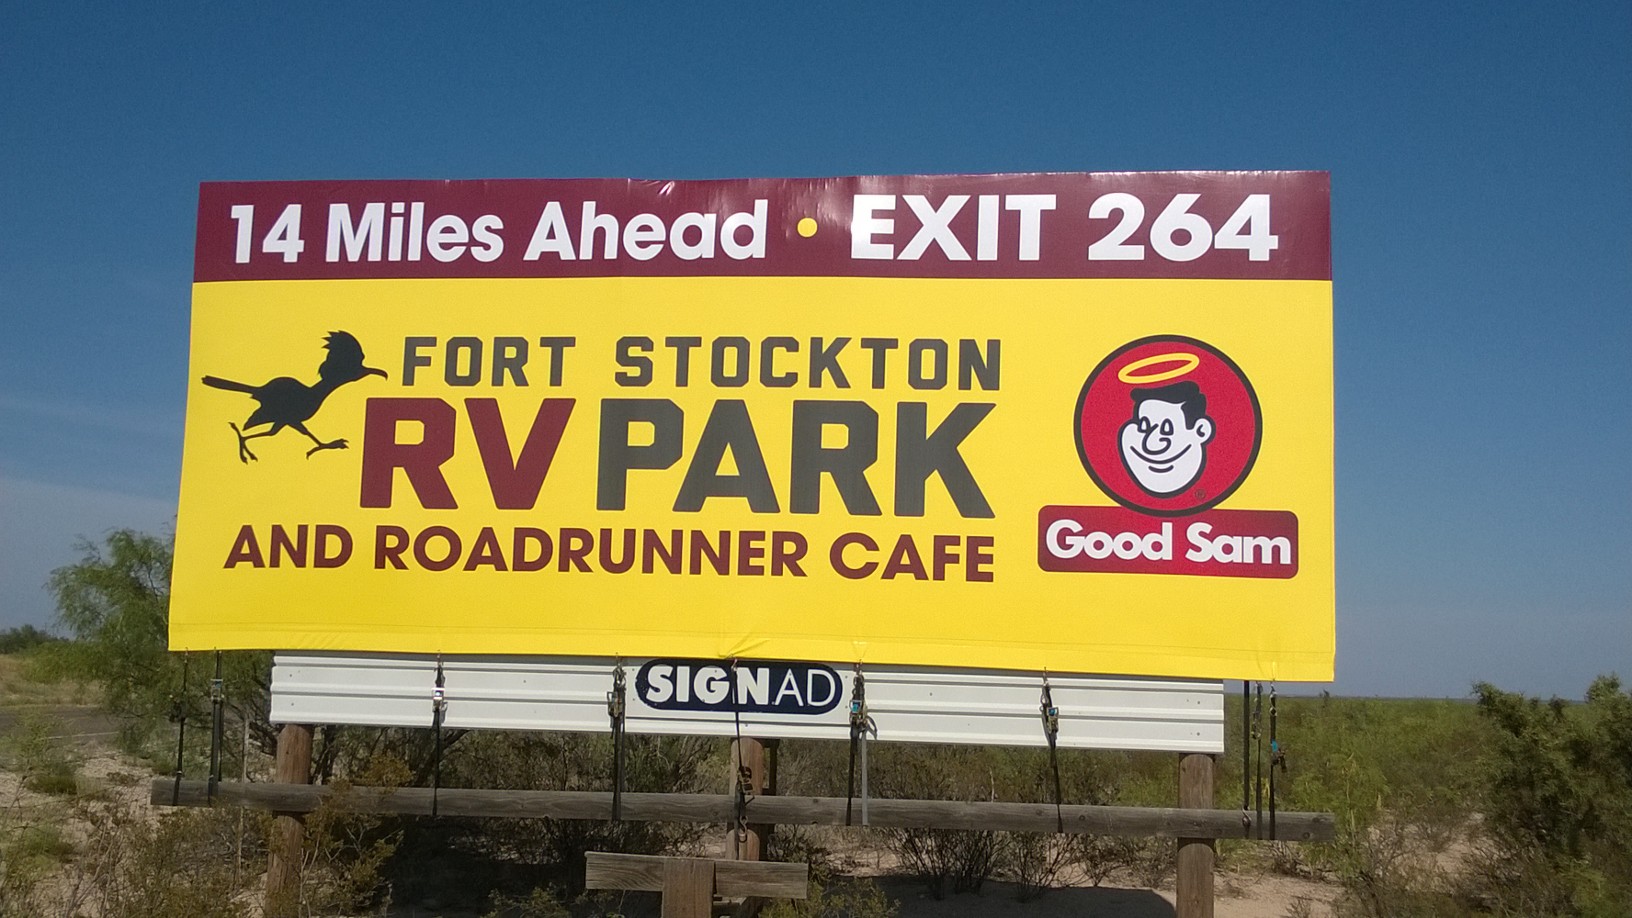 14 Miles Ahead • EXIT 264
FORT STOCKTON
RV PARK
AND ROADRUNNER CAFE
Good Sam
SIGNAD